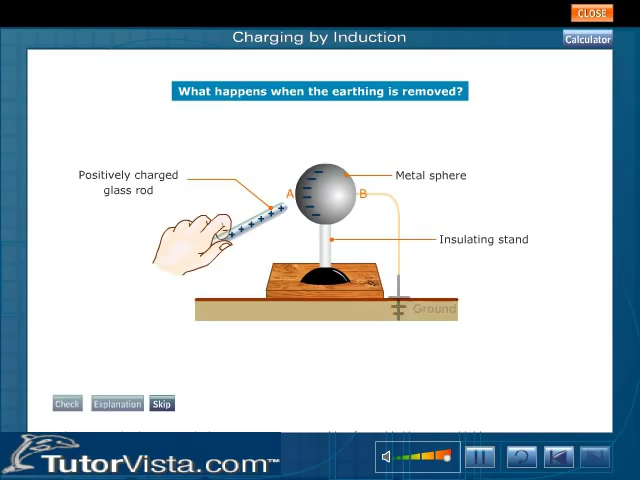 CLOSE
Charging by Induction
Calculator
What happens when the earthing is removed?
Positively charged
glass rod
A
B
Metal sphere
Insulating stand
Ground
Check
Explanation
Skip
TutorVista.com™